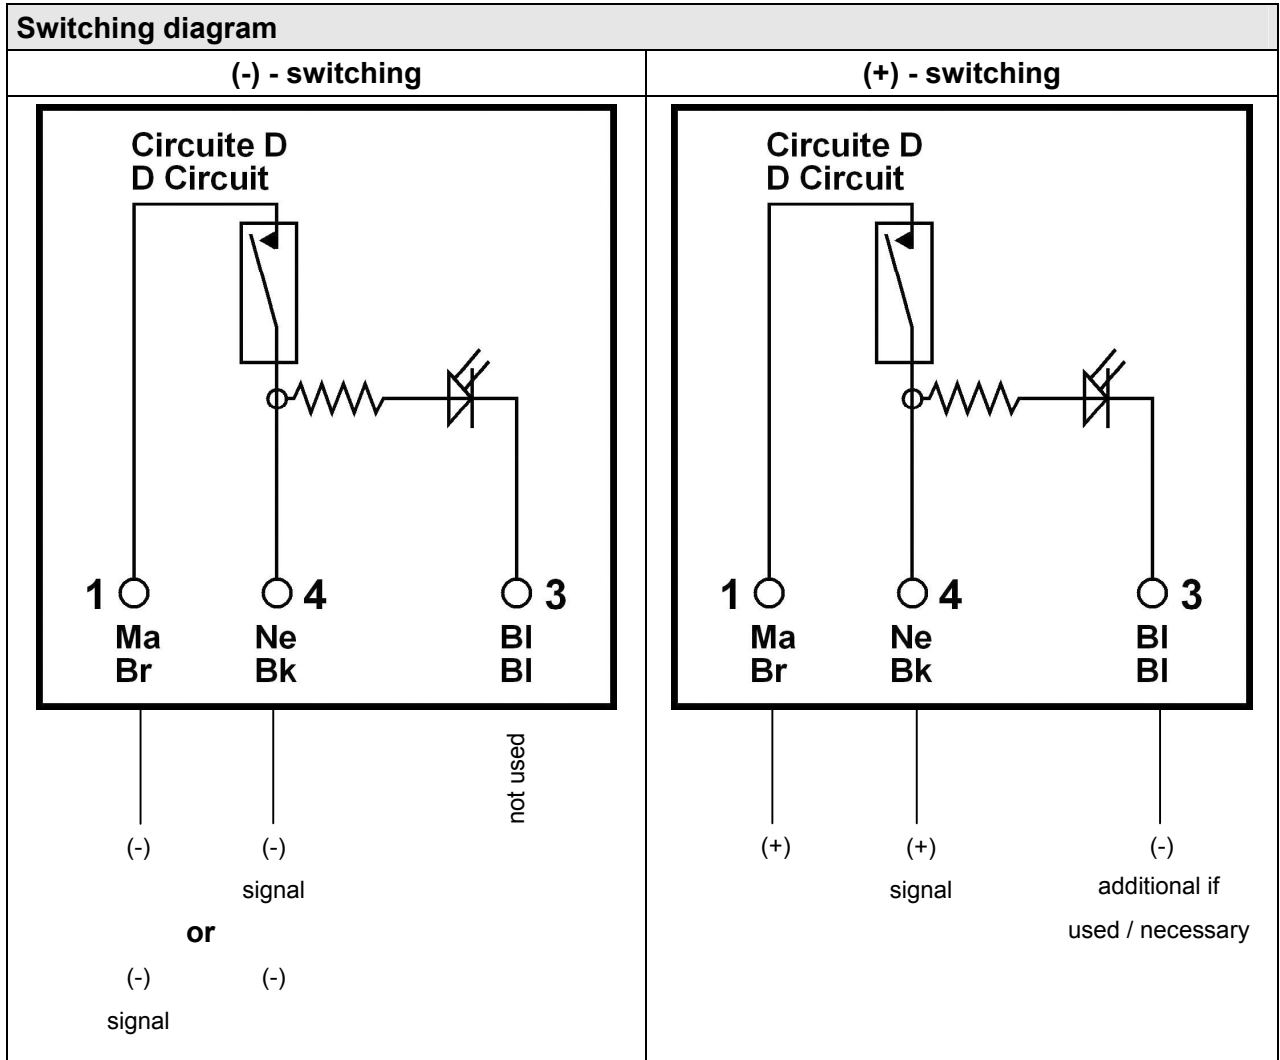 Switching diagram
(-) - switching
Circuite D
D Circuit
1 4 3
Ma Ne Bl
Br Bk Bl
not used
(-) (-)
signal
or
(-) (-)
signal
(+) - switching
Circuite D
D Circuit
1 4 3
Ma Ne Bl
Br Bk Bl
(+) (+) (-)
signal additional if
used / necessary